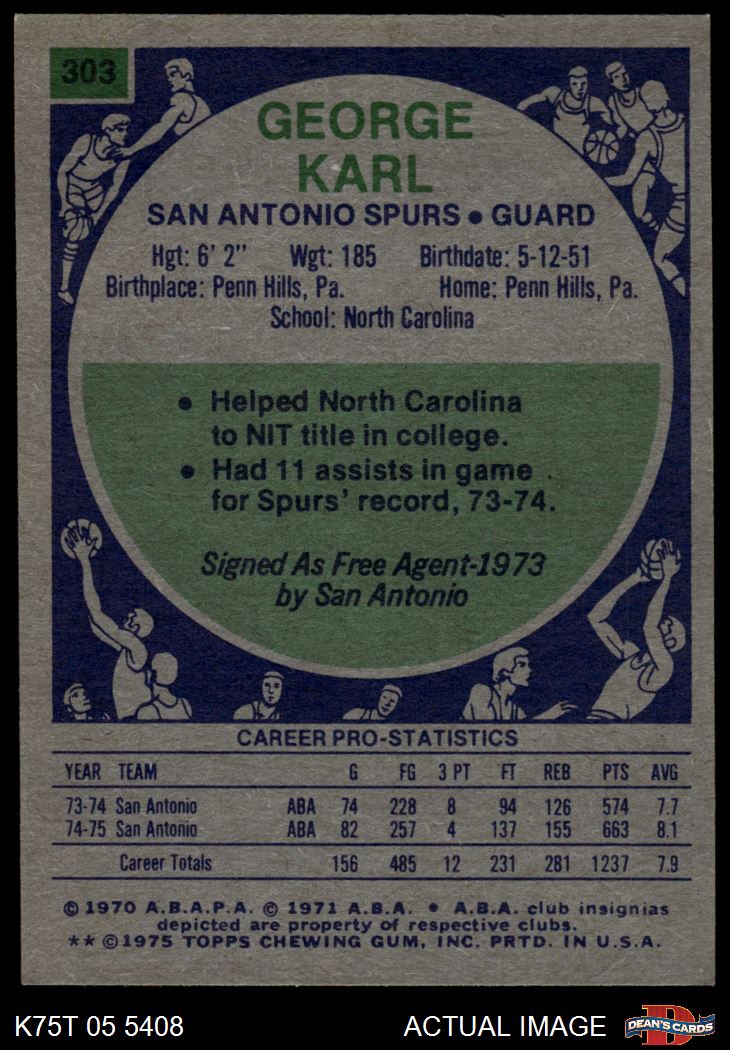 303
GEORGE
KARL
SAN ANTONIO SPURS • GUARD
Hgt: 6' 2" Wgt: 185 Birthdate: 5-12-51
Birthplace: Penn Hills, Pa. Home: Penn Hills, Pa.
School: North Carolina
• Helped North Carolina
to NIT title in college.
• Had 11 assists in game
for Spurs' record, 73-74.
Signed As Free Agent-1973
by San Antonio
CAREER PRO-STATISTICS
YEAR TEAM G FG 3 PT FT REB PTS AVG
73-74 San Antonio ABA 74 228 8 94 126 574 7.7
74-75 San Antonio ABA 82 257 4 137 155 663 8.1
Career Totals 156 485 12 231 281 1237 7.9
© 1970 A.B.A.P.A. © 1971 A.B.A. • A.B.A. club insignias
depicted are property of respective clubs.
** © 1975 TOPPS CHEWING GUM, INC. PRTD. IN U.S.A.
K75T 05 5408 ACTUAL IMAGE D DEAN'S CARDS